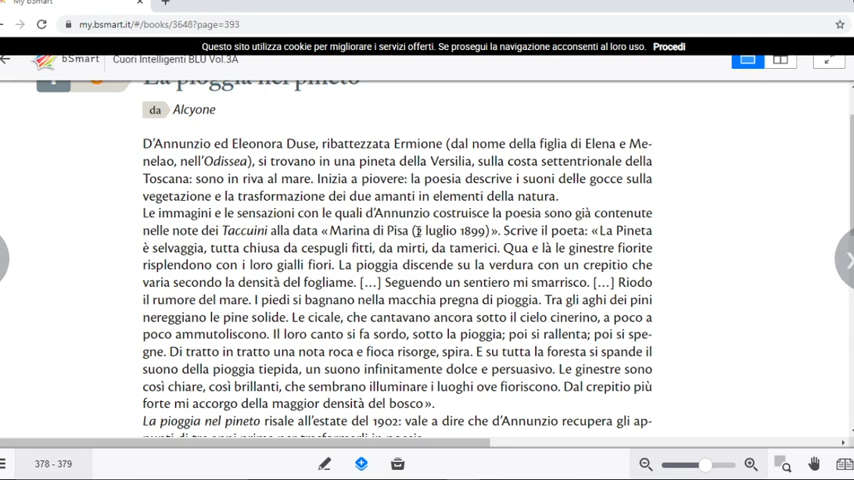 My bSmart
my.bsmart.it/#/books/3648?page=393
Questo sito utilizza cookie per migliorare i servizi offerti. Se prosegui la navigazione acconsenti al loro uso. Procedi
bSmart Cuori Intelligenti BLU Vol.3A
La pioggia nel pineto
da Alcyone
D'Annunzio ed Eleonora Duse, ribattezzata Ermione (dal nome della figlia di Elena e Me-
nelao, nell'Odissea), si trovano in una pineta della Versilia, sulla costa settentrionale della
Toscana: sono in riva al mare. Inizia a piovere: la poesia descrive i suoni delle gocce sulla
vegetazione e la trasformazione dei due amanti in elementi della natura.
Le immagini e le sensazioni con le quali d'Annunzio costruisce la poesia sono già contenute
nelle note dei Taccuini alla data «Marina di Pisa ( luglio 1899)». Scrive il poeta: «La Pineta
è selvaggia, tutta chiusa da cespugli fitti, da mirti, da tamerici. Qua e là le ginestre fiorite
risplendono con i loro gialli fiori. La pioggia discende su la verdura con un crepitio che
varia secondo la densità del fogliame. [...] Seguendo un sentiero mi smarrisco. [...] Riodo
il rumore del mare. I piedi si bagnano nella macchia pregna di pioggia. Tra gli aghi dei pini
nereggiano le pine solide. Le cicale, che cantavano ancora sotto il cielo cinerino, a poco a
poco ammutoliscono. Il loro canto si fa sordo, sotto la pioggia; poi si rallenta; poi si spe-
gne. Di tratto in tratto una nota roca e fioca risorge, spira. E su tutta la foresta si spande il
suono della pioggia tiepida, un suono infinitamente dolce e persuasivo. Le ginestre sono
così chiare, così brillanti, che sembrano illuminare i luoghi ove fioriscono. Dal crepitio più
forte mi accorgo della maggior densità del bosco».
La pioggia nel pineto risale all'estate del 1902: vale a dire che d'Annunzio recupera gli ap-
punti di tre anni prima per trasformarli in poesia.
378 - 379